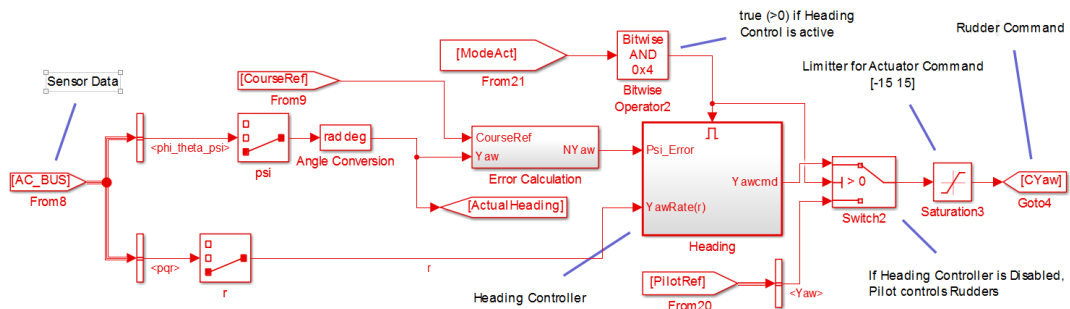 true (>0) if Heading
Control is active
Rudder Command
[ModeAct]
From21
Bitwise
AND
0x4
Bitwise
Operator2
Limitter for Actuator Command
[-15 15]
Sensor Data
[CourseRef]
From9
<phi_theta_psi>
psi
rad deg
Angle Conversion
CourseRef
Yaw
NYaw
Error Calculation
Psi_Error
YawRate(r)
Yawcmd
Heading
> 0
Switch2
Saturation3
[CYaw]
Goto4
[AC_BUS]
From8
[ActualHeading]
<pqr>
r
r
Heading Controller
[PilotRef]
From20
<Yaw>
If Heading Controller is Disabled,
Pilot controls Rudders